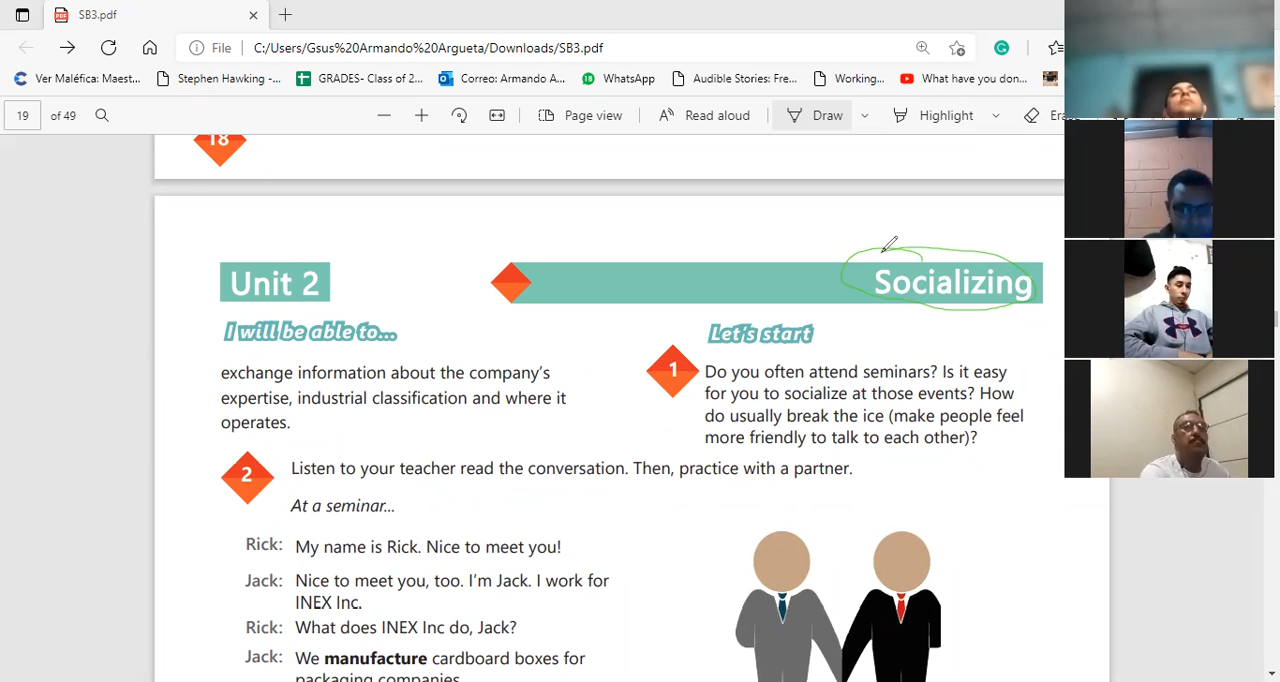 SB3.pdf
File C:/Users/Gsus%20Armando%20Argueta/Downloads/SB3.pdf
Ver Maléfica: Maest... Stephen Hawking -... GRADES- Class of 2... Correo: Armando A... WhatsApp Audible Stories: Fre... Working... What have you don...
19 of 49 Page view Read aloud Draw Highlight
18
Unit 2 Socializing
I will be able to...
exchange information about the company's
expertise, industrial classification and where it
operates.
Let's start
1 Do you often attend seminars? Is it easy
for you to socialize at those events? How
do usually break the ice (make people feel
more friendly to talk to each other)?
2 Listen to your teacher read the conversation. Then, practice with a partner.
At a seminar...
Rick: My name is Rick. Nice to meet you!
Jack: Nice to meet you, too. I'm Jack. I work for
INEX Inc.
Rick: What does INEX Inc do, Jack?
Jack: We manufacture cardboard boxes for
packaging companies